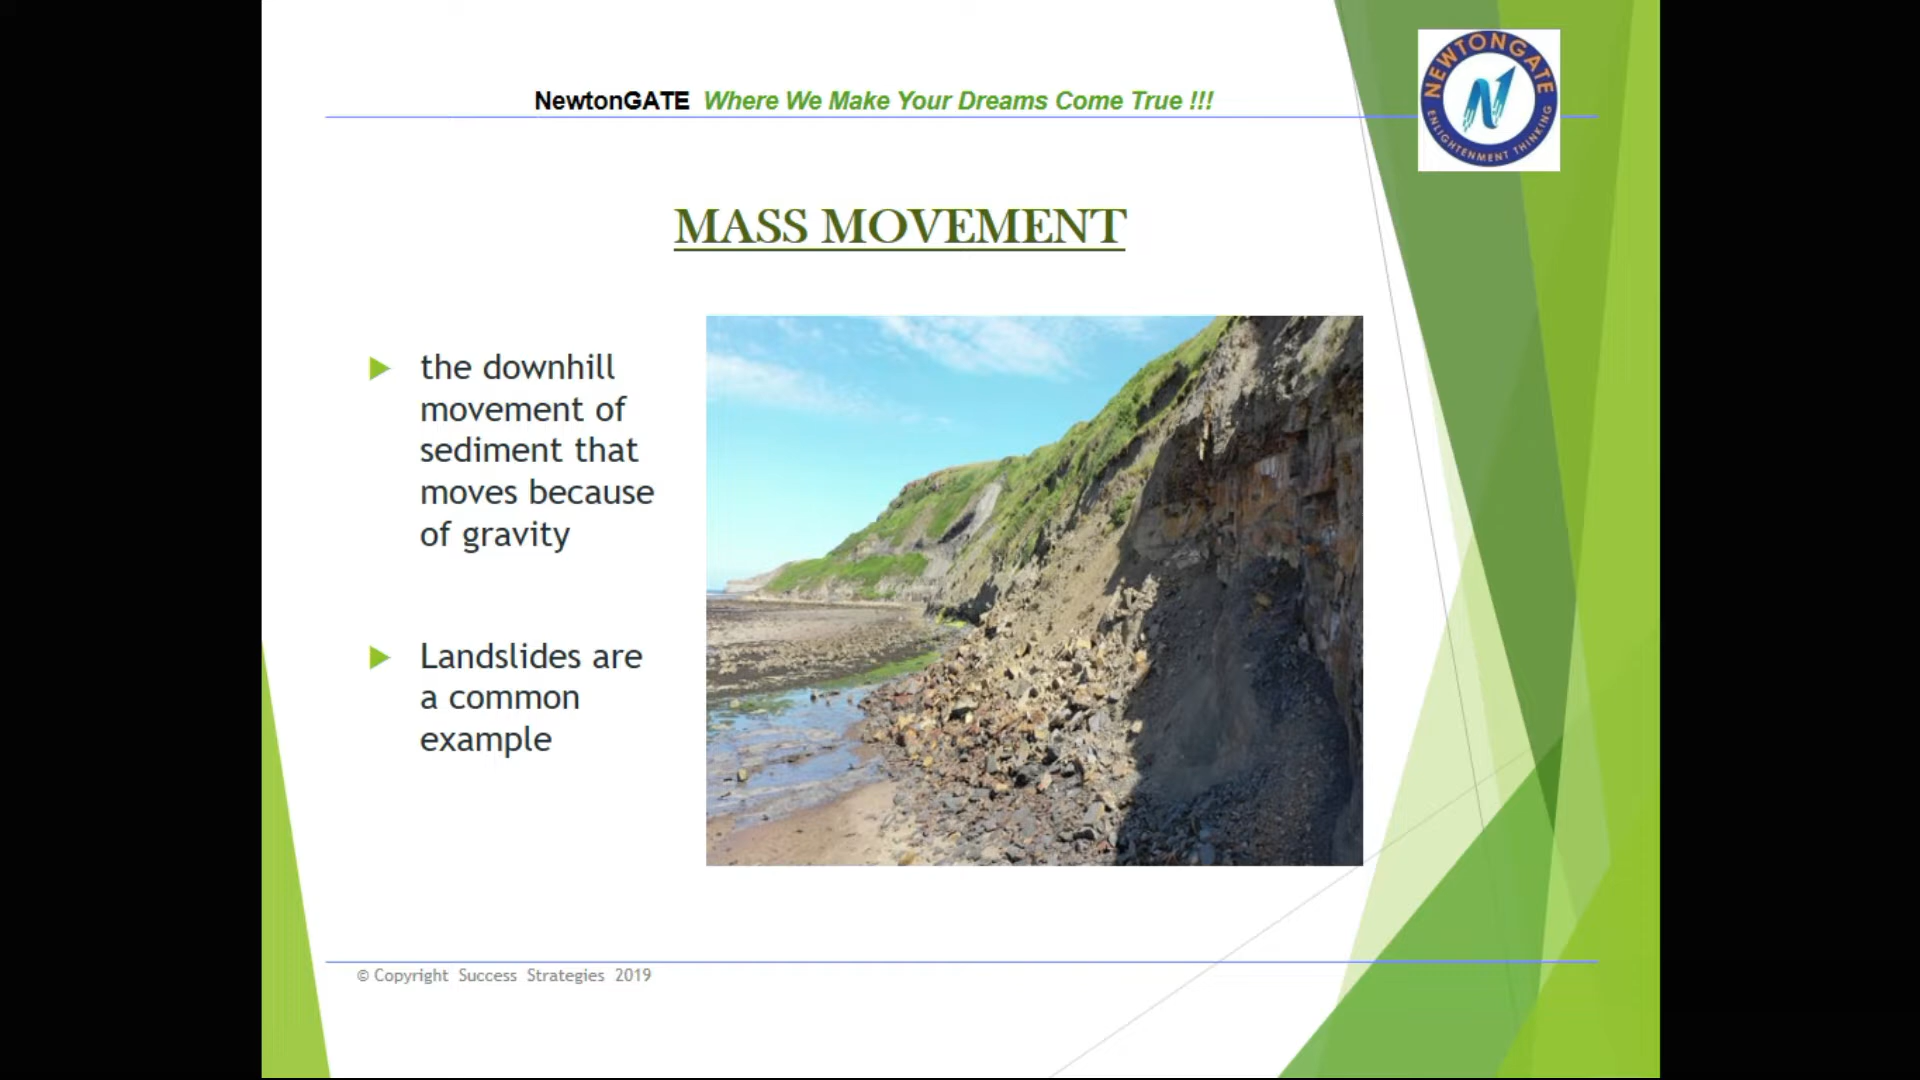 NewtonGATE Where We Make Your Dreams Come True !!!
NEWTONGATE
ENLIGHTENMENT THINKING
MASS MOVEMENT
the downhill
movement of
sediment that
moves because
of gravity
Landslides are
a common
example
© Copyright Success Strategies 2019